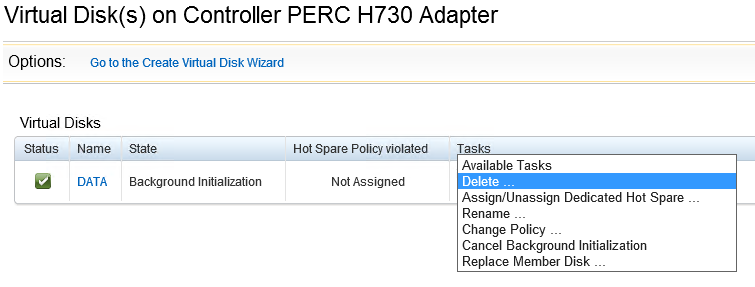 Virtual Disk(s) on Controller PERC H730 Adapter
Options: Go to the Create Virtual Disk Wizard
Virtual Disks
Status Name State Hot Spare Policy violated Tasks
DATA Background Initialization Not Assigned
Available Tasks
Delete ...
Assign/Unassign Dedicated Hot Spare ...
Rename ...
Change Policy ...
Cancel Background Initialization
Replace Member Disk ...